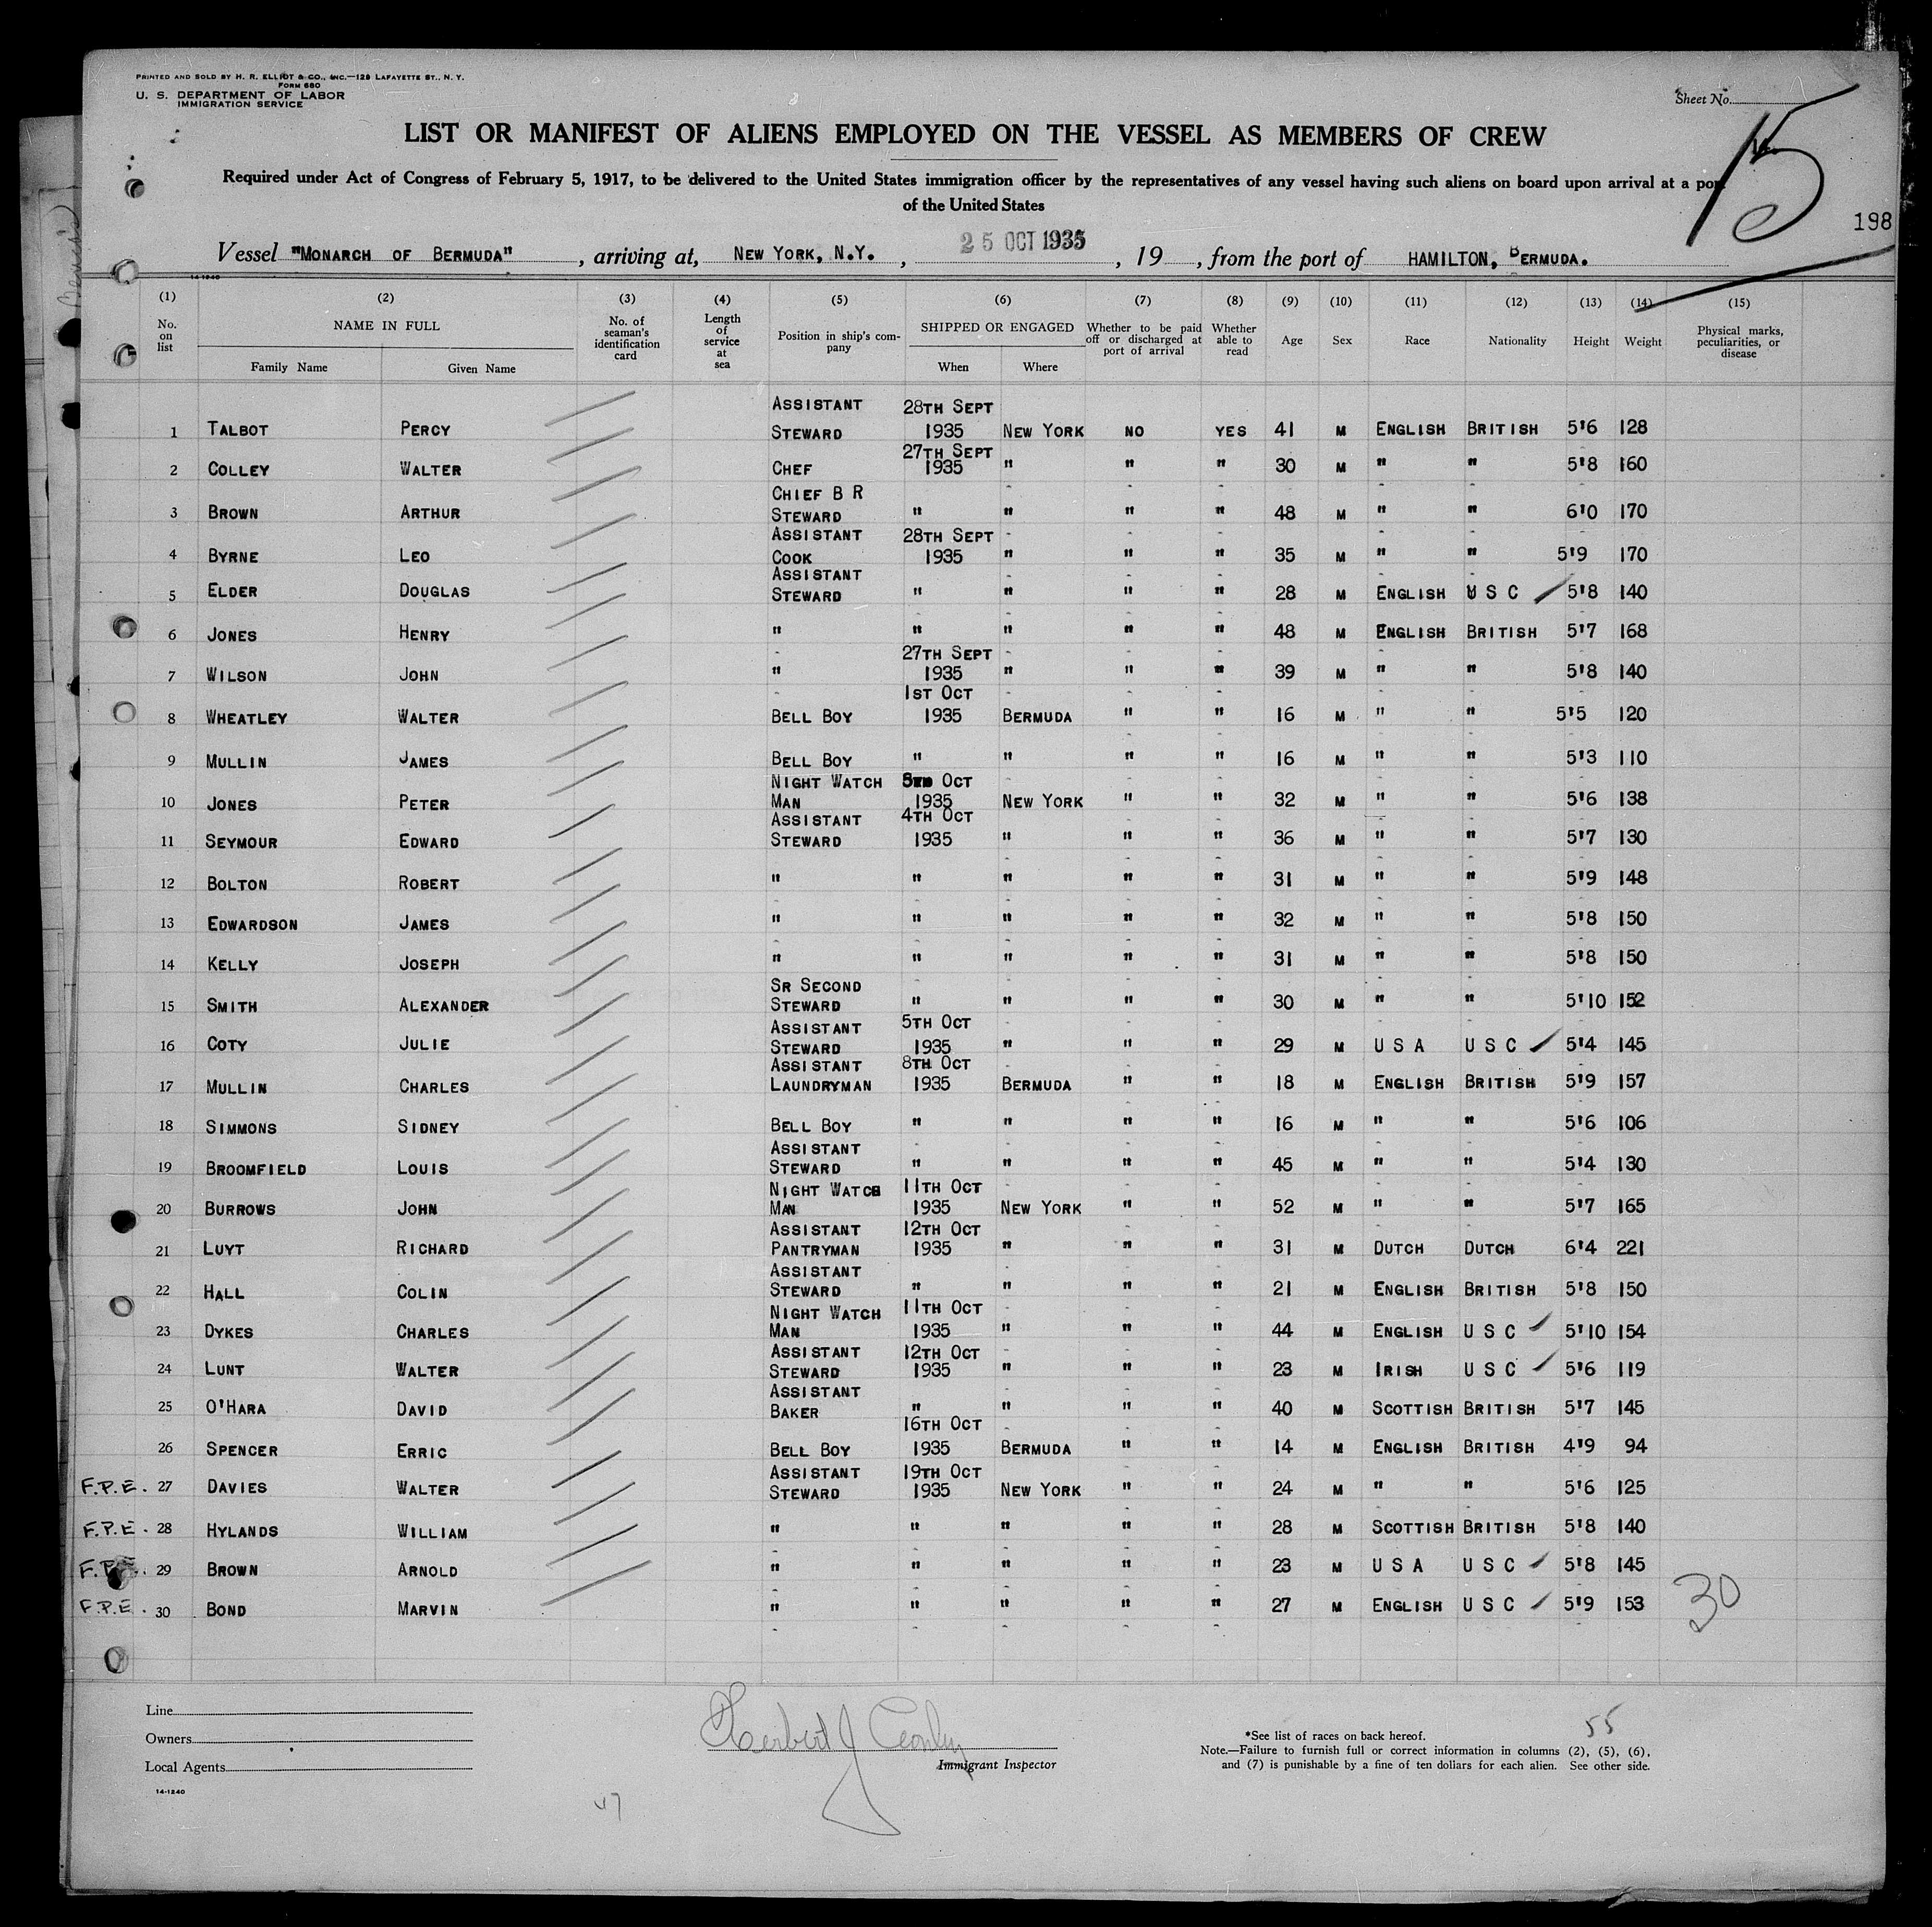 PRINTED AND SOLD BY H. R. ELLIOT & CO., INC.—129 LAFAYETTE ST., N. Y.
FORM 680
U. S. DEPARTMENT OF LABOR
IMMIGRATION SERVICE
Sheet No.
15
LIST OR MANIFEST OF ALIENS EMPLOYED ON THE VESSEL AS MEMBERS OF CREW
Required under Act of Congress of February 5, 1917, to be delivered to the United States immigration officer by the representatives of any vessel having such aliens on board upon arrival at a port
of the United States
198
Vessel "MONARCH OF BERMUDA", arriving at, NEW YORK, N.Y., 25 OCT 1935, 19, from the port of HAMILTON, BERMUDA.
14-1240
(1) (2) (3) (4) (5) (6) (7) (8) (9) (10) (11) (12) (13) (14) (15)
No. on list NAME IN FULL Family Name Given Name No. of seaman's identification card Length of service at sea Position in ship's company SHIPPED OR ENGAGED When Where Whether to be paid off or discharged at port of arrival Whether able to read Age Sex Race Nationality Height Weight Physical marks, peculiarities, or disease
1 TALBOT PERCY ASSISTANT STEWARD 28TH SEPT 1935 NEW YORK NO YES 41 M ENGLISH BRITISH 5'6 128
2 COLLEY WALTER CHEF 27TH SEPT 1935 " " " 30 M " " 5'8 160
3 BROWN ARTHUR CHIEF B R STEWARD " " " " 48 M " " 6'0 170
4 BYRNE LEO ASSISTANT COOK 28TH SEPT 1935 " " " 35 M " " 5'9 170
5 ELDER DOUGLAS ASSISTANT STEWARD " " " " 28 M ENGLISH U S C 5'8 140
6 JONES HENRY " " " " " 48 M ENGLISH BRITISH 5'7 168
7 WILSON JOHN " 27TH SEPT 1935 " " " 39 M " " 5'8 140
8 WHEATLEY WALTER BELL BOY 1ST OCT 1935 BERMUDA " " 16 M " " 5'5 120
9 MULLIN JAMES BELL BOY " " " " 16 M " " 5'3 110
10 JONES PETER NIGHT WATCH MAN OCT 1935 NEW YORK " " 32 M " " 5'6 138
11 SEYMOUR EDWARD ASSISTANT STEWARD 4TH OCT 1935 " " " 36 M " " 5'7 130
12 BOLTON ROBERT " " " " " 31 M " " 5'9 148
13 EDWARDSON JAMES " " " " " 32 M " " 5'8 150
14 KELLY JOSEPH " " " " " 31 M " " 5'8 150
15 SMITH ALEXANDER SR SECOND STEWARD " " " " 30 M " " 5'10 152
16 COTY JULIE ASSISTANT STEWARD 5TH OCT 1935 " " " 29 M U S A U S C 5'4 145
17 MULLIN CHARLES ASSISTANT LAUNDRYMAN 8TH OCT 1935 BERMUDA " " 18 M ENGLISH BRITISH 5'9 157
18 SIMMONS SIDNEY BELL BOY " " " " 16 M " " 5'6 106
19 BROOMFIELD LOUIS ASSISTANT STEWARD " " " " 45 M " " 5'4 130
20 BURROWS JOHN NIGHT WATCH MAN 11TH OCT 1935 NEW YORK " " 52 M " " 5'7 165
21 LUYT RICHARD ASSISTANT PANTRYMAN 12TH OCT 1935 " " " 31 M DUTCH DUTCH 6'4 221
22 HALL COLIN ASSISTANT STEWARD " " " " 21 M ENGLISH BRITISH 5'8 150
23 DYKES CHARLES NIGHT WATCH MAN 11TH OCT 1935 " " " 44 M ENGLISH U S C 5'10 154
24 LUNT WALTER ASSISTANT STEWARD 12TH OCT 1935 " " " 23 M IRISH U S C 5'6 119
25 O'HARA DAVID ASSISTANT BAKER " " " " 40 M SCOTTISH BRITISH 5'7 145
26 SPENCER ERRIC BELL BOY 16TH OCT 1935 BERMUDA " " 14 M ENGLISH BRITISH 4'9 94
F.P.E. 27 DAVIES WALTER ASSISTANT STEWARD 19TH OCT 1935 NEW YORK " " 24 M " " 5'6 125
F.P.E. 28 HYLANDS WILLIAM " " " " " 28 M SCOTTISH BRITISH 5'8 140
F.P.E. 29 BROWN ARNOLD " " " " " 23 M U S A U S C 5'8 145
F.P.E. 30 BOND MARVIN " " " " " 27 M ENGLISH U S C 5'9 153
30
Line
Owners
Local Agents
14-1240
Herbert J
Immigrant Inspector
47
55
*See list of races on back hereof.
Note.—Failure to furnish full or correct information in columns (2), (5), (6),
and (7) is punishable by a fine of ten dollars for each alien. See other side.